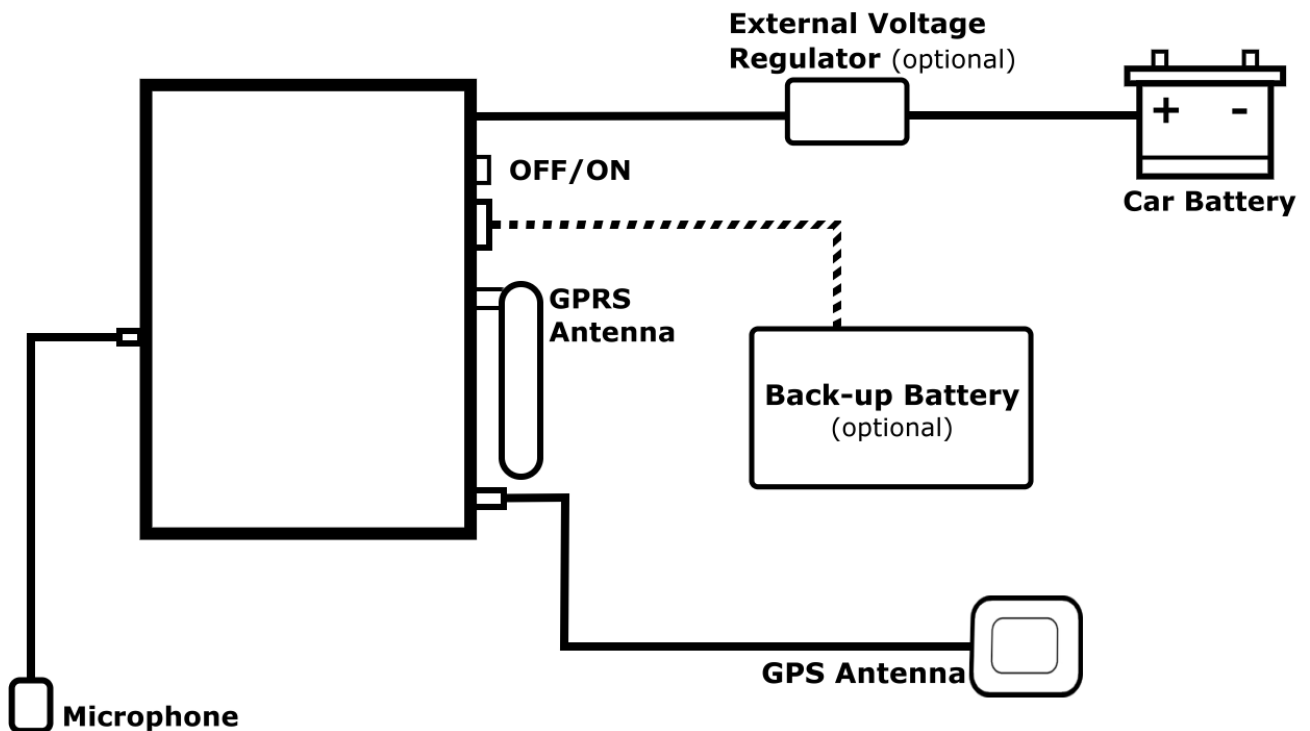 External Voltage
Regulator (optional)
+ -
Car Battery
OFF/ON
GPRS
Antenna
Back-up Battery
(optional)
GPS Antenna
Microphone